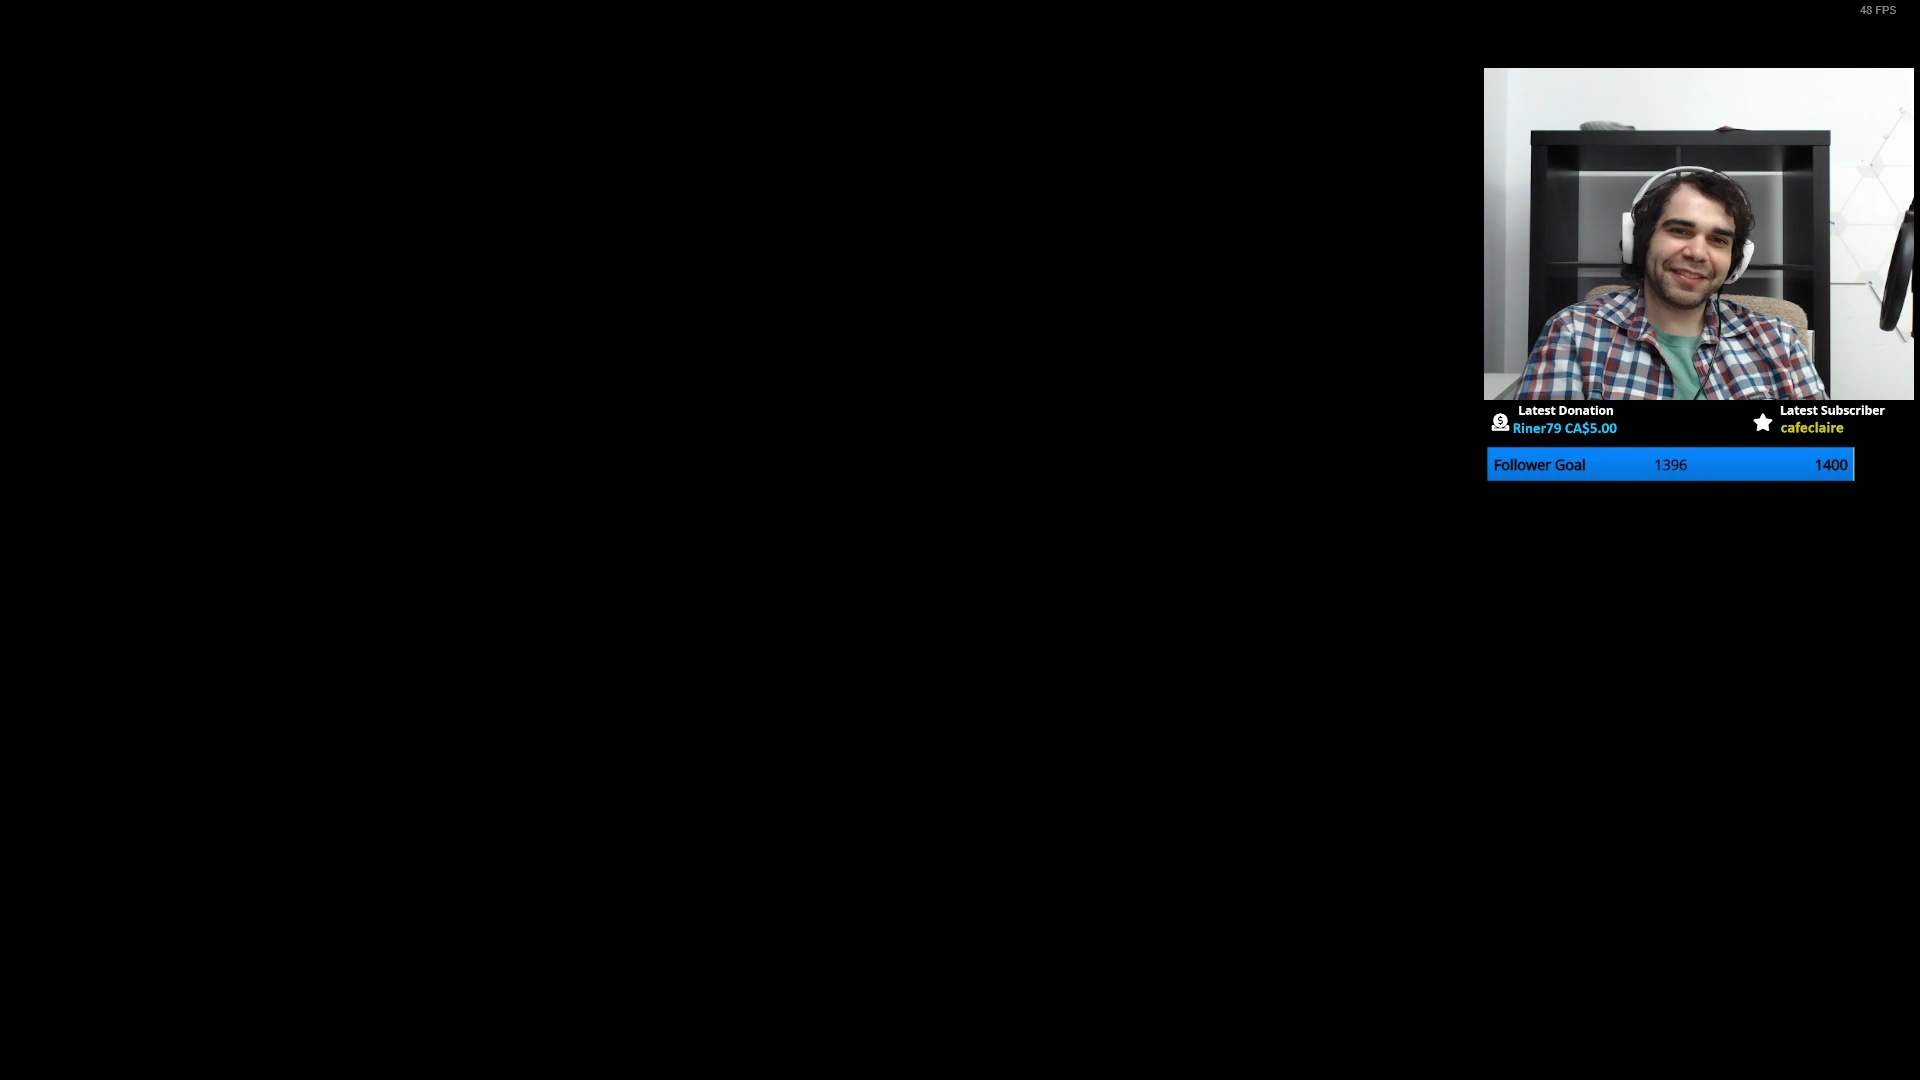 48 FPS
Latest Donation
Riner79 CA$5.00
Latest Subscriber
cafeclaire
Follower Goal 1396 1400